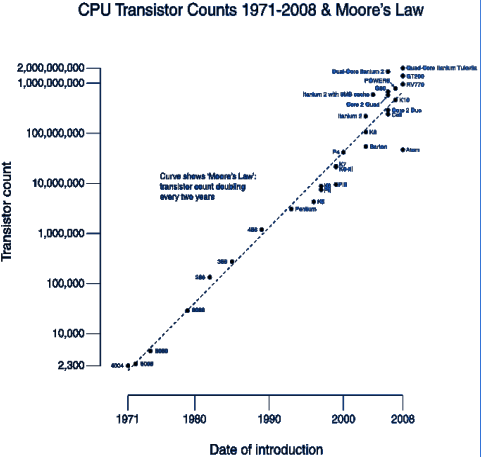 CPU Transistor Counts 1971-2008 & Moore's Law
Transistor count
2,000,000,000
1,000,000,000
100,000,000
10,000,000
1,000,000
100,000
10,000
2,300
Curve shows 'Moore's Law':
transistor count doubling
every two years
Dual-Core Itanium 2
Quad-Core Itanium Tukwila
GT200
POWER6
RV770
G80
Itanium 2 with 9MB cache
K10
Core 2 Quad
Core 2 Duo
Cell
Itanium 2
K8
Barton
Atom
P4
K7
K6-III
K6
PIII
PII
K5
Pentium
486
386
286
8088
8080
4004
8008
1971
1980
1990
2000
2008
Date of introduction